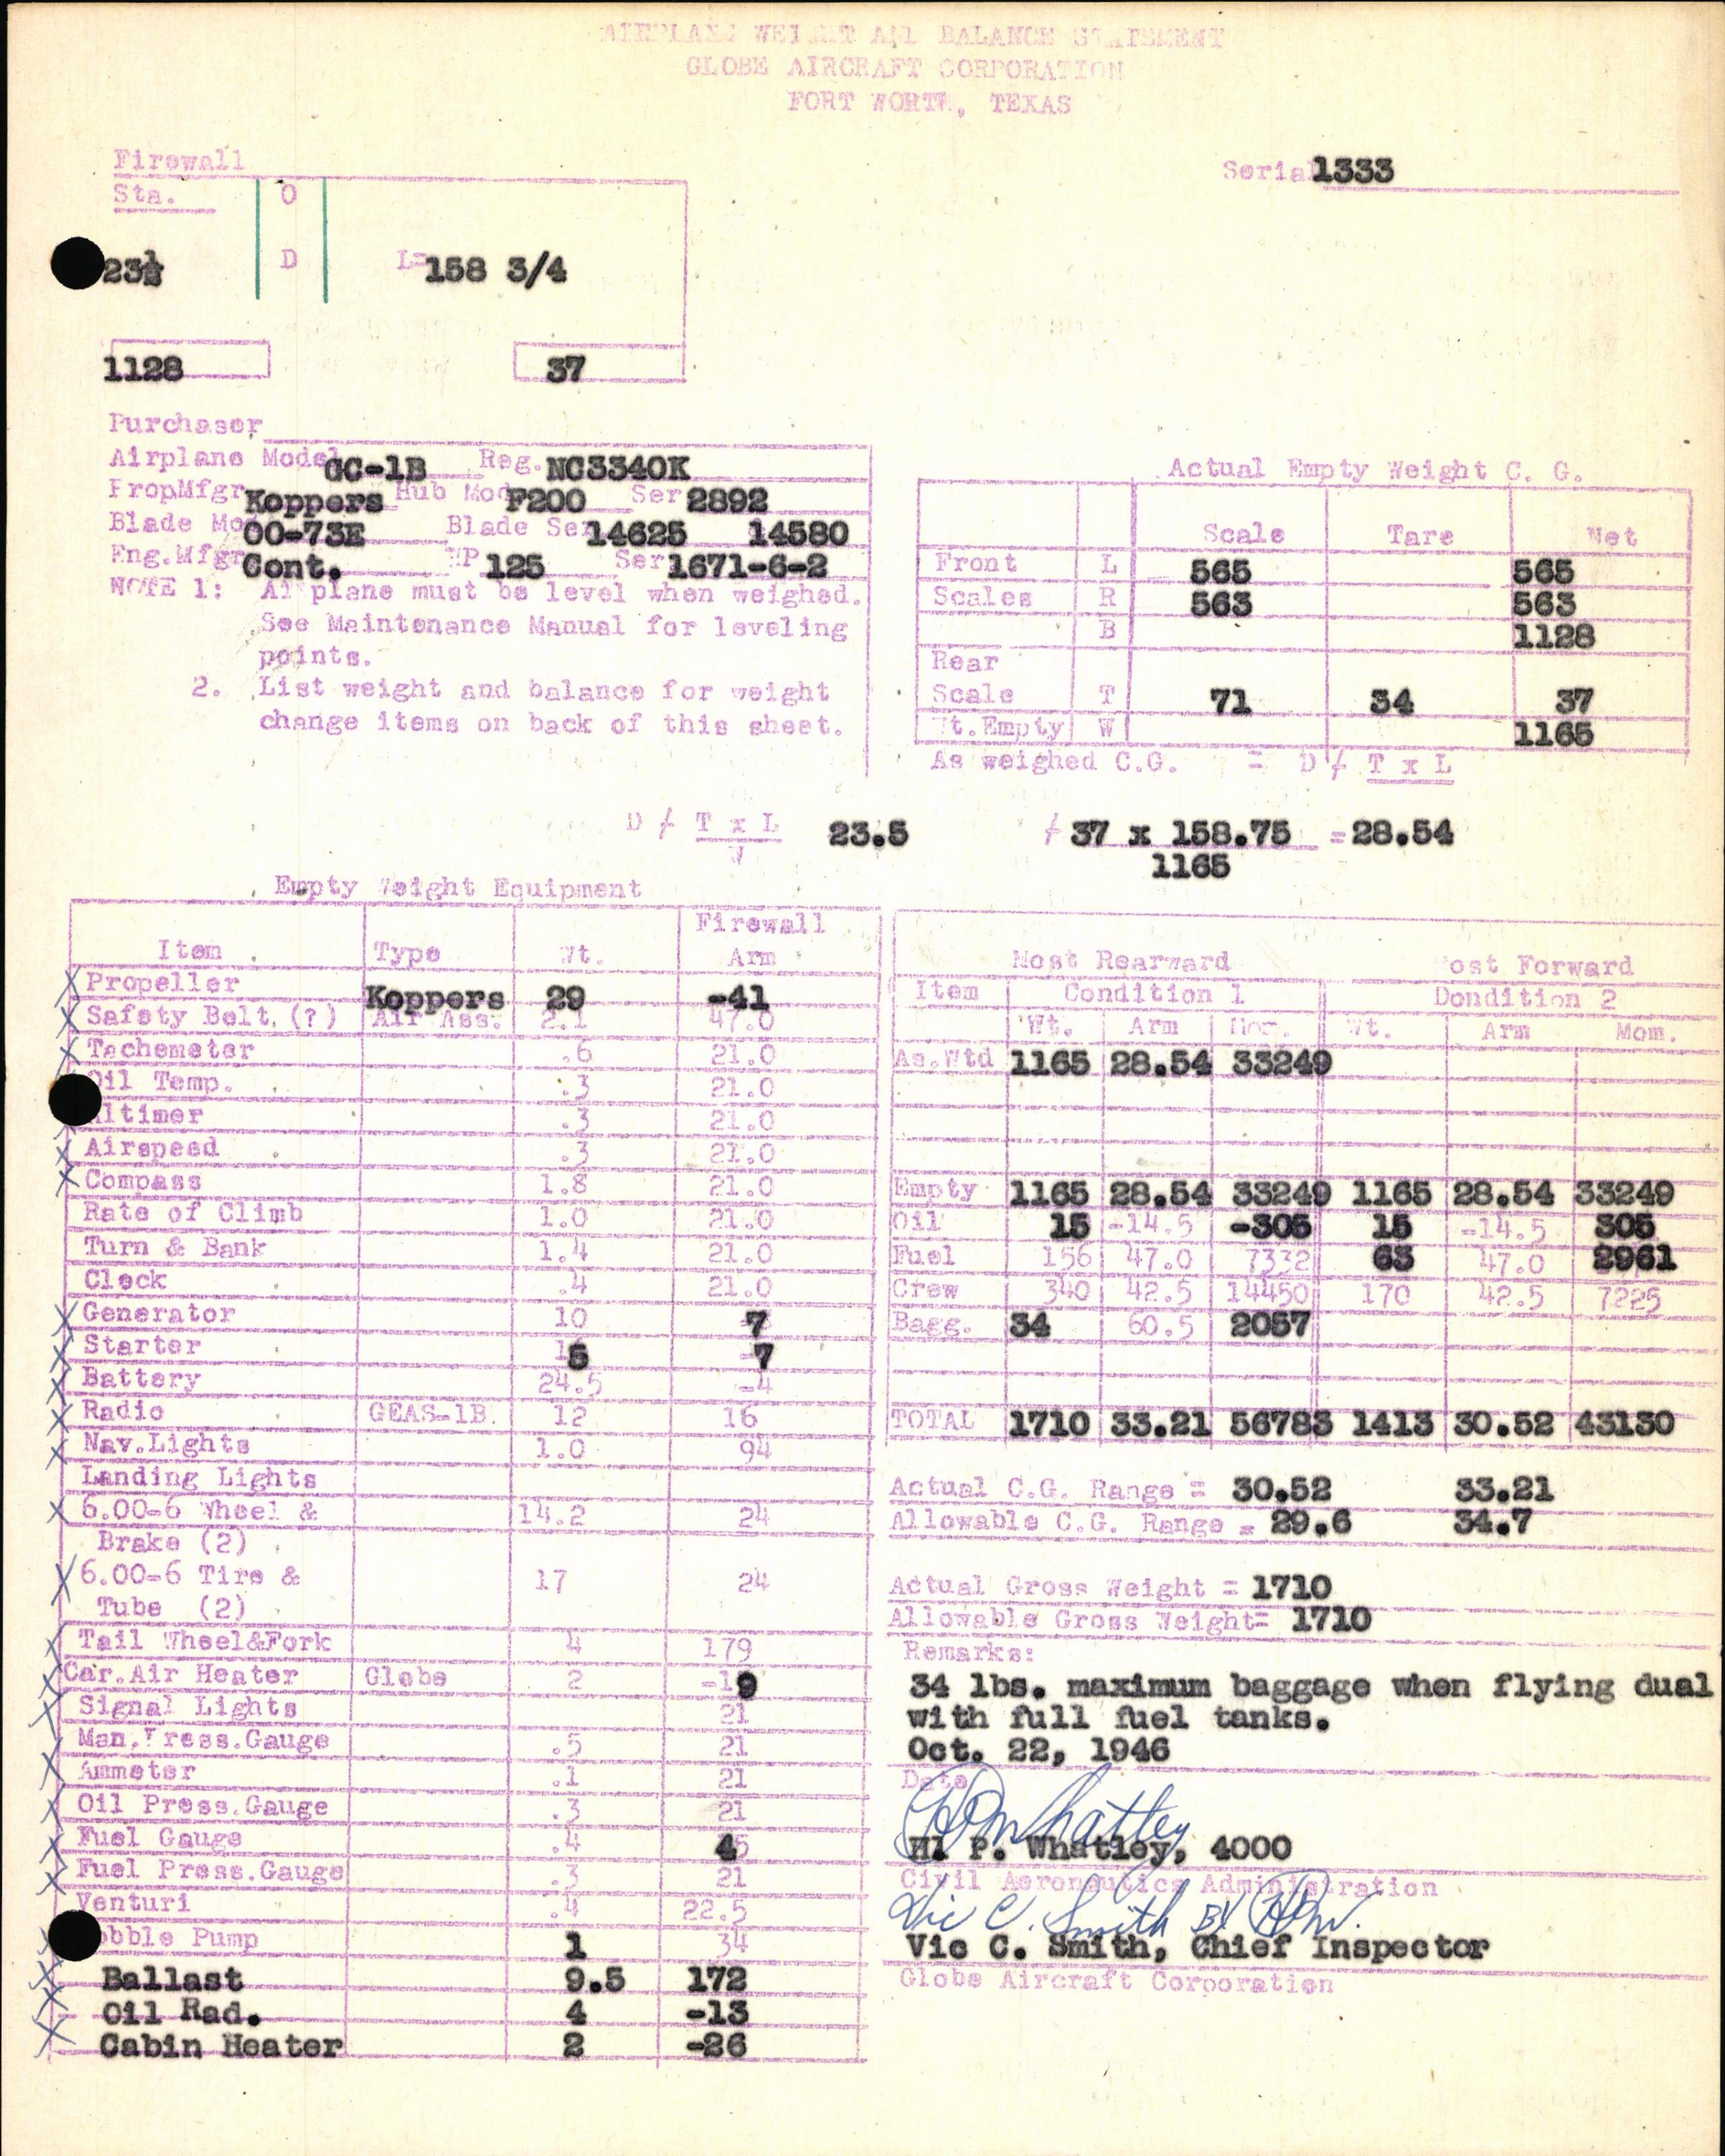 AIRPLANE WEIGHT AND BALANCE STATEMENT
GLOBE AIRCRAFT CORPORATION
FORT WORTH, TEXAS
Firewall
Serial 1333
Sta. O
23½ D L= 158 3/4
1128 37
Purchaser
Airplane Model GC-1B Reg. NC3340K
PropMfgr Koppers Hub Mod F200 Ser 2892
Blade Mod 00-73E Blade Ser 14625 14580
Eng.Mfgr Cont. HP 125 Ser 1671-6-2
NOTE 1: Airplane must be level when weighed.
See Maintenance Manual for leveling
points.
2. List weight and balance for weight
change items on back of this sheet.
Actual Empty Weight C. G.
Scale Tare Net
Front L 565 565
Scales R 563 563
B 1128
Rear
Scale T 71 34 37
Wt.Empty W 1165
As weighed C.G. = D / T x L
D / T x L 23.5 / 37 x 158.75 = 28.54
W 1165
Empty Weight Equipment
Item Type Wt. Firewall Arm
X Propeller Koppers 29 -41
X Safety Belt (?) Air Ass. 2.1 47.0
X Tachemeter .6 21.0
Oil Temp. .3 21.0
Altimer .3 21.0
X Airspeed .3 21.0
X Compass 1.8 21.0
Rate of Climb 1.0 21.0
Turn & Bank 1.4 21.0
Clock .4 21.0
X Generator 10 7
X Starter 5 7
X Battery 24.5 -4
X Radio GEAS-1B 12 16
X Nav.Lights 1.0 94
Landing Lights
X 6.00-6 Wheel & 14.2 24
Brake (2)
X 6.00-6 Tire & 17 24
Tube (2)
X Tail Wheel&Fork 4 179
X Car.Air Heater Globe 2 -19
X Signal Lights 21
Man.Press.Gauge .5 21
X Ammeter .1 21
X Oil Press.Gauge .3 21
X Fuel Gauge .4 45
X Fuel Press.Gauge .3 21
Venturi .4 22.5
X Wobble Pump 1 34
X Ballast 9.5 172
X Oil Rad. 4 -13
X Cabin Heater 2 -26
Most Rearward Most Forward
Item Condition 1 Dondition 2
Wt. Arm Mom. Wt. Arm Mom.
As.Wtd 1165 28.54 33249
Empty 1165 28.54 33249 1165 28.54 33249
Oil 15 -14.5 -305 15 -14.5 305
Fuel 156 47.0 7332 63 47.0 2961
Crew 340 42.5 14450 170 42.5 7225
Bagg. 34 60.5 2057
TOTAL 1710 33.21 56783 1413 30.52 43130
Actual C.G. Range = 30.52 33.21
Allowable C.G. Range = 29.6 34.7
Actual Gross Weight = 1710
Allowable Gross Weight= 1710
Remarks:
34 lbs. maximum baggage when flying dual
with full fuel tanks.
Oct. 22, 1946
Date
HPWhatley
Hl P. Whatley, 4000
Civil Aeronautics Administration
Vic C. Smith By HPW.
Vic C. Smith, Chief Inspector
Globe Aircraft Corporation